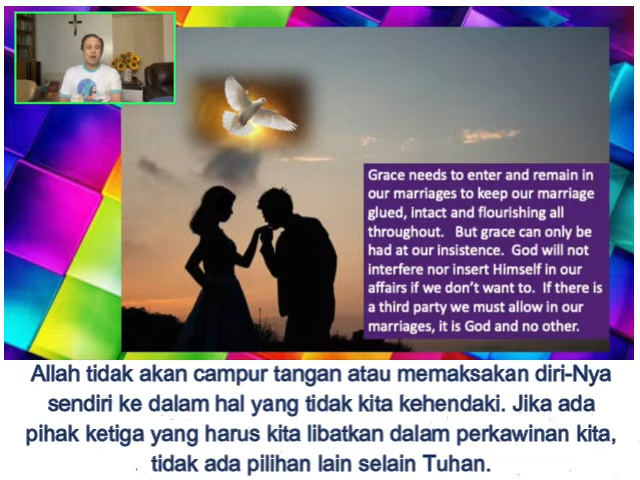 Grace needs to enter and remain in
our marriages to keep our marriage
glued, intact and flourishing all
throughout. But grace can only be
had at our insistence. God will not
interfere nor insert Himself in our
affairs if we don't want to. If there is
a third party we must allow in our
marriages, it is God and no other.
Allah tidak akan campur tangan atau memaksakan diri-Nya
sendiri ke dalam hal yang tidak kita kehendaki. Jika ada
pihak ketiga yang harus kita libatkan dalam perkawinan kita,
tidak ada pilihan lain selain Tuhan.